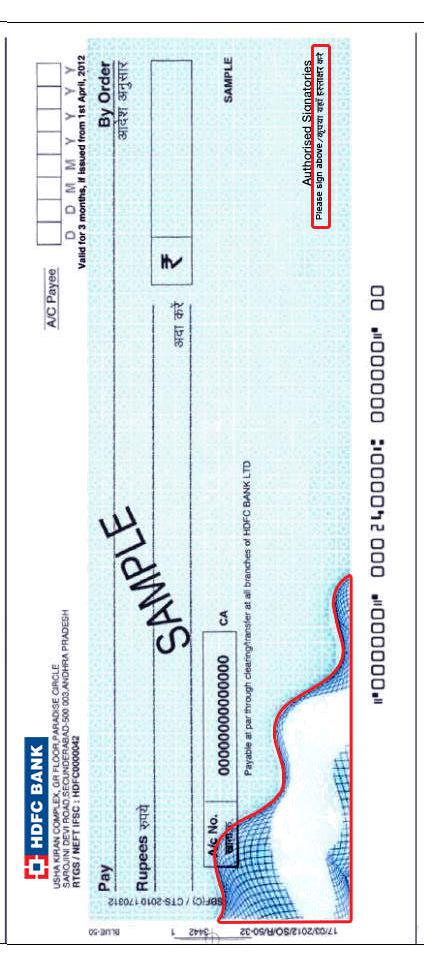 HDFC BANK
USHA KIRAN COMPLEX, GR FLOOR,PARADISE CIRCLE
SAROJINI DEVI ROAD,SECUNDERABAD-500 003,ANDHRA PRADESH
RTGS / NEFT IFSC : HDFC0000042
A/C Payee
D D M M Y Y Y Y
Valid for 3 months, if issued from 1st April, 2012
Pay
By Order
आदेश अनुसार
Rupees रुपये
SAMPLE
अदा करें
₹
A/c No.
00000000000000
CA
SAMPLE
Payable at par through clearing/transfer at all branches of HDFC BANK LTD
Authorised Signatories
Please sign above /कृपया यहाँ हस्ताक्षर करें
SBF(C) / CTS-2010 170312
BLUE-50
1 3442
17/03/2012/SO/R/50-32
⑈000000⑈ 000240000⑆ 000000⑈ 00